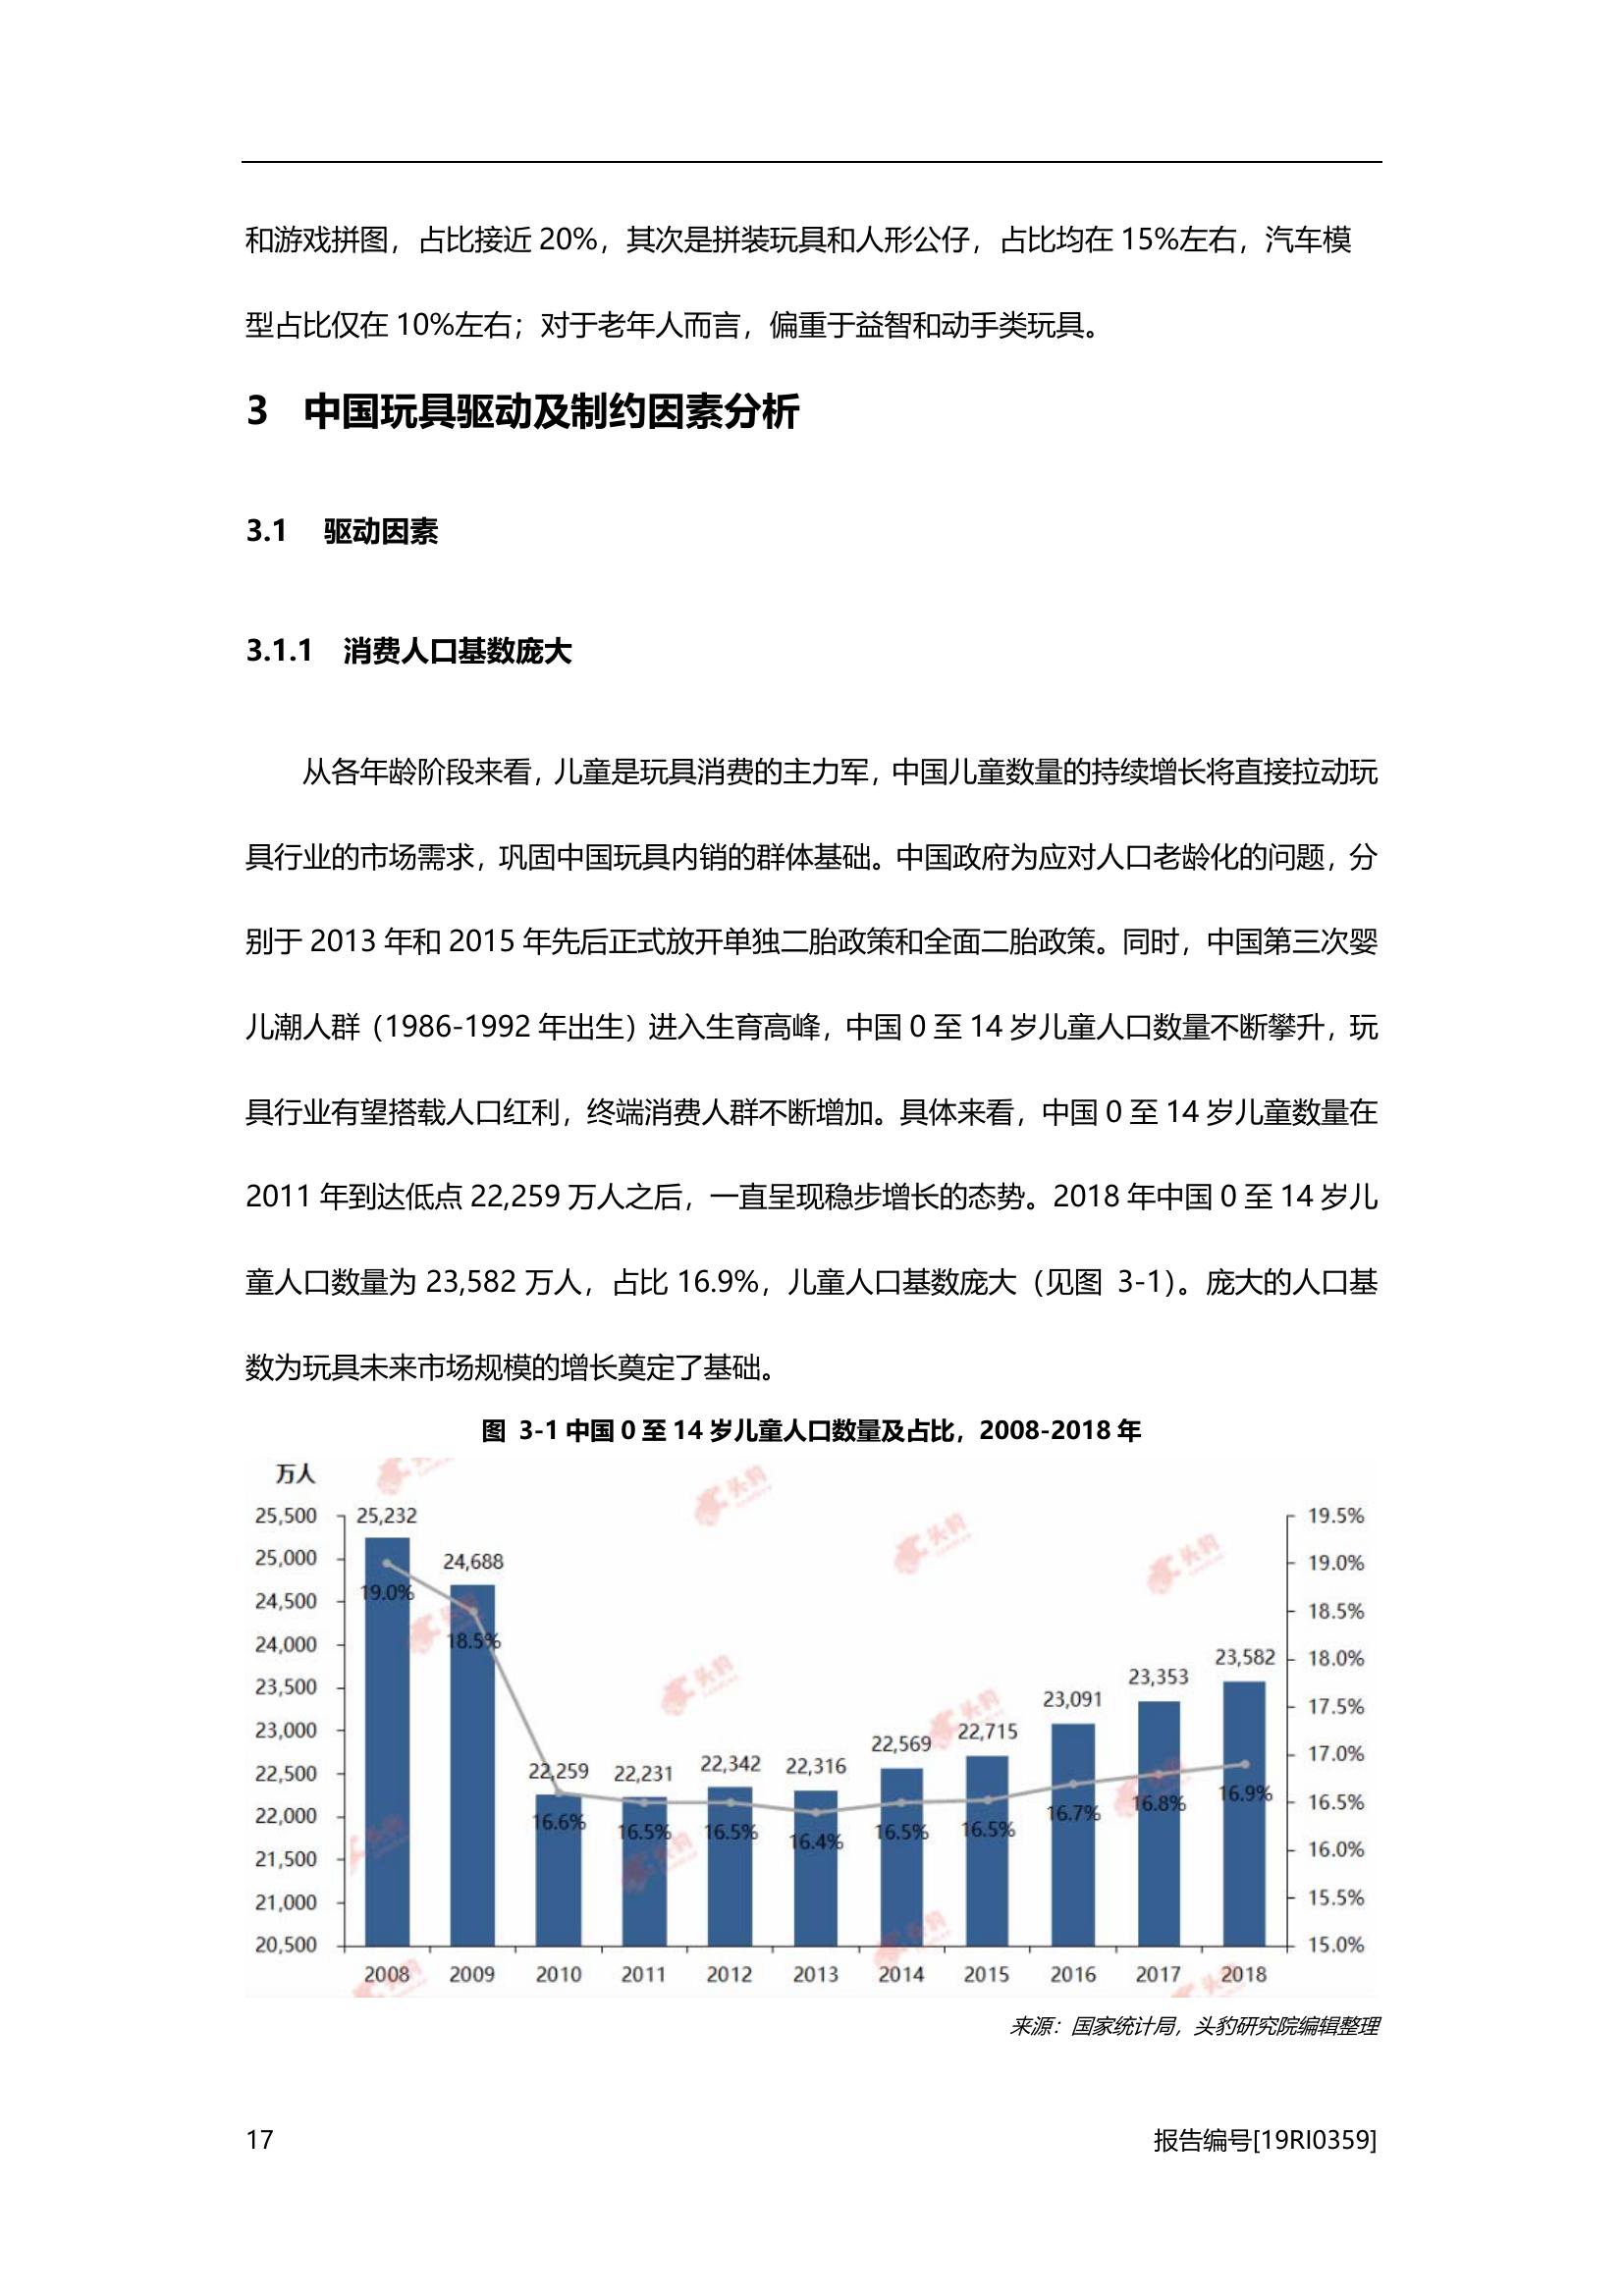 和游戏拼图，占比接近 20%，其次是拼装玩具和人形公仔，占比均在 15%左右，汽车模
型占比仅在 10%左右；对于老年人而言，偏重于益智和动手类玩具。
3 中国玩具驱动及制约因素分析
3.1 驱动因素
3.1.1 消费人口基数庞大
从各年龄阶段来看，儿童是玩具消费的主力军，中国儿童数量的持续增长将直接拉动玩
具行业的市场需求，巩固中国玩具内销的群体基础。中国政府为应对人口老龄化的问题，分
别于 2013 年和 2015 年先后正式放开单独二胎政策和全面二胎政策。同时，中国第三次婴
儿潮人群（1986-1992 年出生）进入生育高峰，中国 0 至 14 岁儿童人口数量不断攀升，玩
具行业有望搭载人口红利，终端消费人群不断增加。具体来看，中国 0 至 14 岁儿童数量在
2011 年到达低点 22,259 万人之后，一直呈现稳步增长的态势。2018 年中国 0 至 14 岁儿
童人口数量为 23,582 万人，占比 16.9%，儿童人口基数庞大（见图 3-1）。庞大的人口基
数为玩具未来市场规模的增长奠定了基础。
图 3-1 中国 0 至 14 岁儿童人口数量及占比，2008-2018 年
万人
25,500
25,000
24,500
24,000
23,500
23,000
22,500
22,000
21,500
21,000
20,500
25,232
24,688
22,259
22,231
22,342
22,316
22,569
22,715
23,091
23,353
23,582
19.0%
18.5%
16.6%
16.5%
16.5%
16.4%
16.5%
16.5%
16.7%
16.8%
16.9%
19.5%
19.0%
18.5%
18.0%
17.5%
17.0%
16.5%
16.0%
15.5%
15.0%
2008
2009
2010
2011
2012
2013
2014
2015
2016
2017
2018
头豹
头豹
头豹
头豹
头豹
头豹
头豹
头豹
头豹
头豹
来源：国家统计局，头豹研究院编辑整理
17
报告编号[19RI0359]